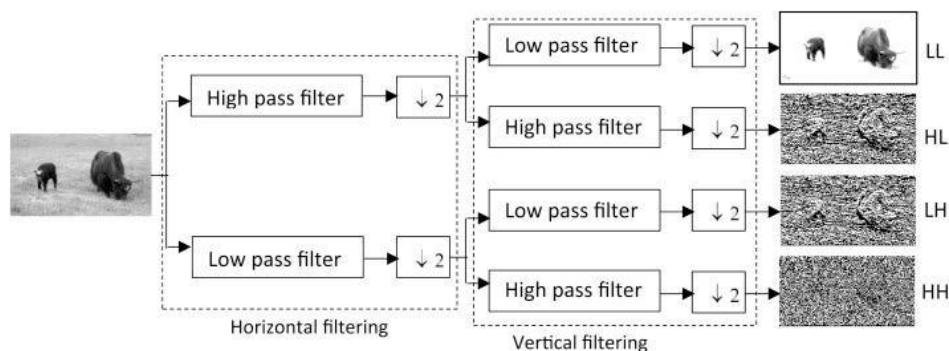 Low pass filter
↓ 2
LL
High pass filter
↓ 2
High pass filter
↓ 2
HL
Low pass filter
↓ 2
LH
Low pass filter
↓ 2
High pass filter
↓ 2
HH
Horizontal filtering
Vertical filtering